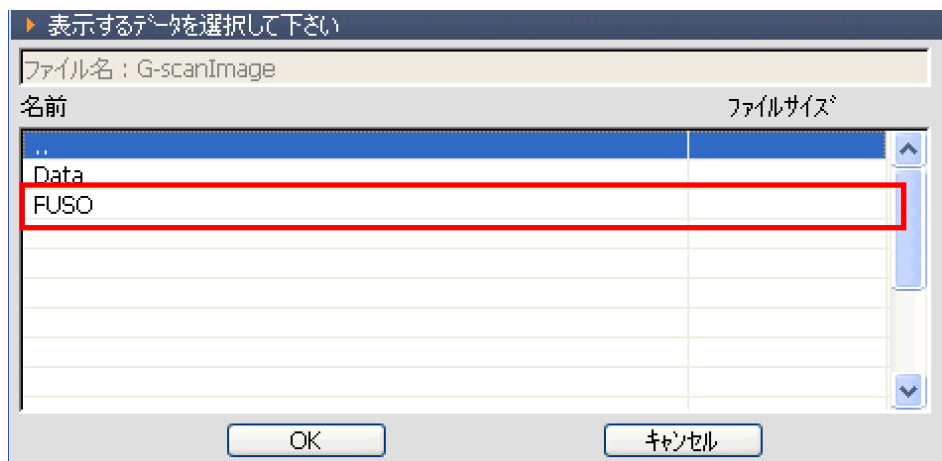 表示するﾃﾞｰﾀを選択して下さい
ﾌｧｲﾙ名：G-scanImage
名前 ﾌｧｲﾙｻｲｽﾞ
..
Data
FUSO
OK ｷｬﾝｾﾙ